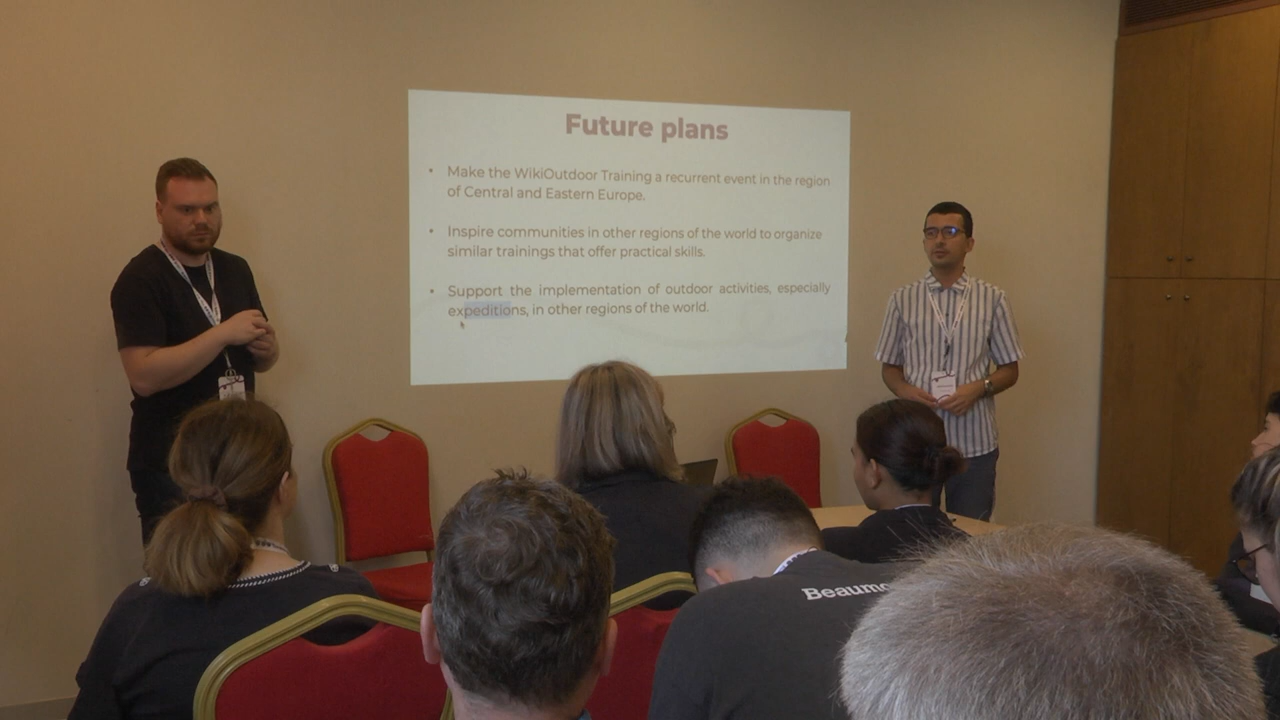 Future plans
• Make the WikiOutdoor Training a recurrent event in the region
of Central and Eastern Europe.
• Inspire communities in other regions of the world to organize
similar trainings that offer practical skills.
• Support the implementation of outdoor activities, especially
expeditions, in other regions of the world.